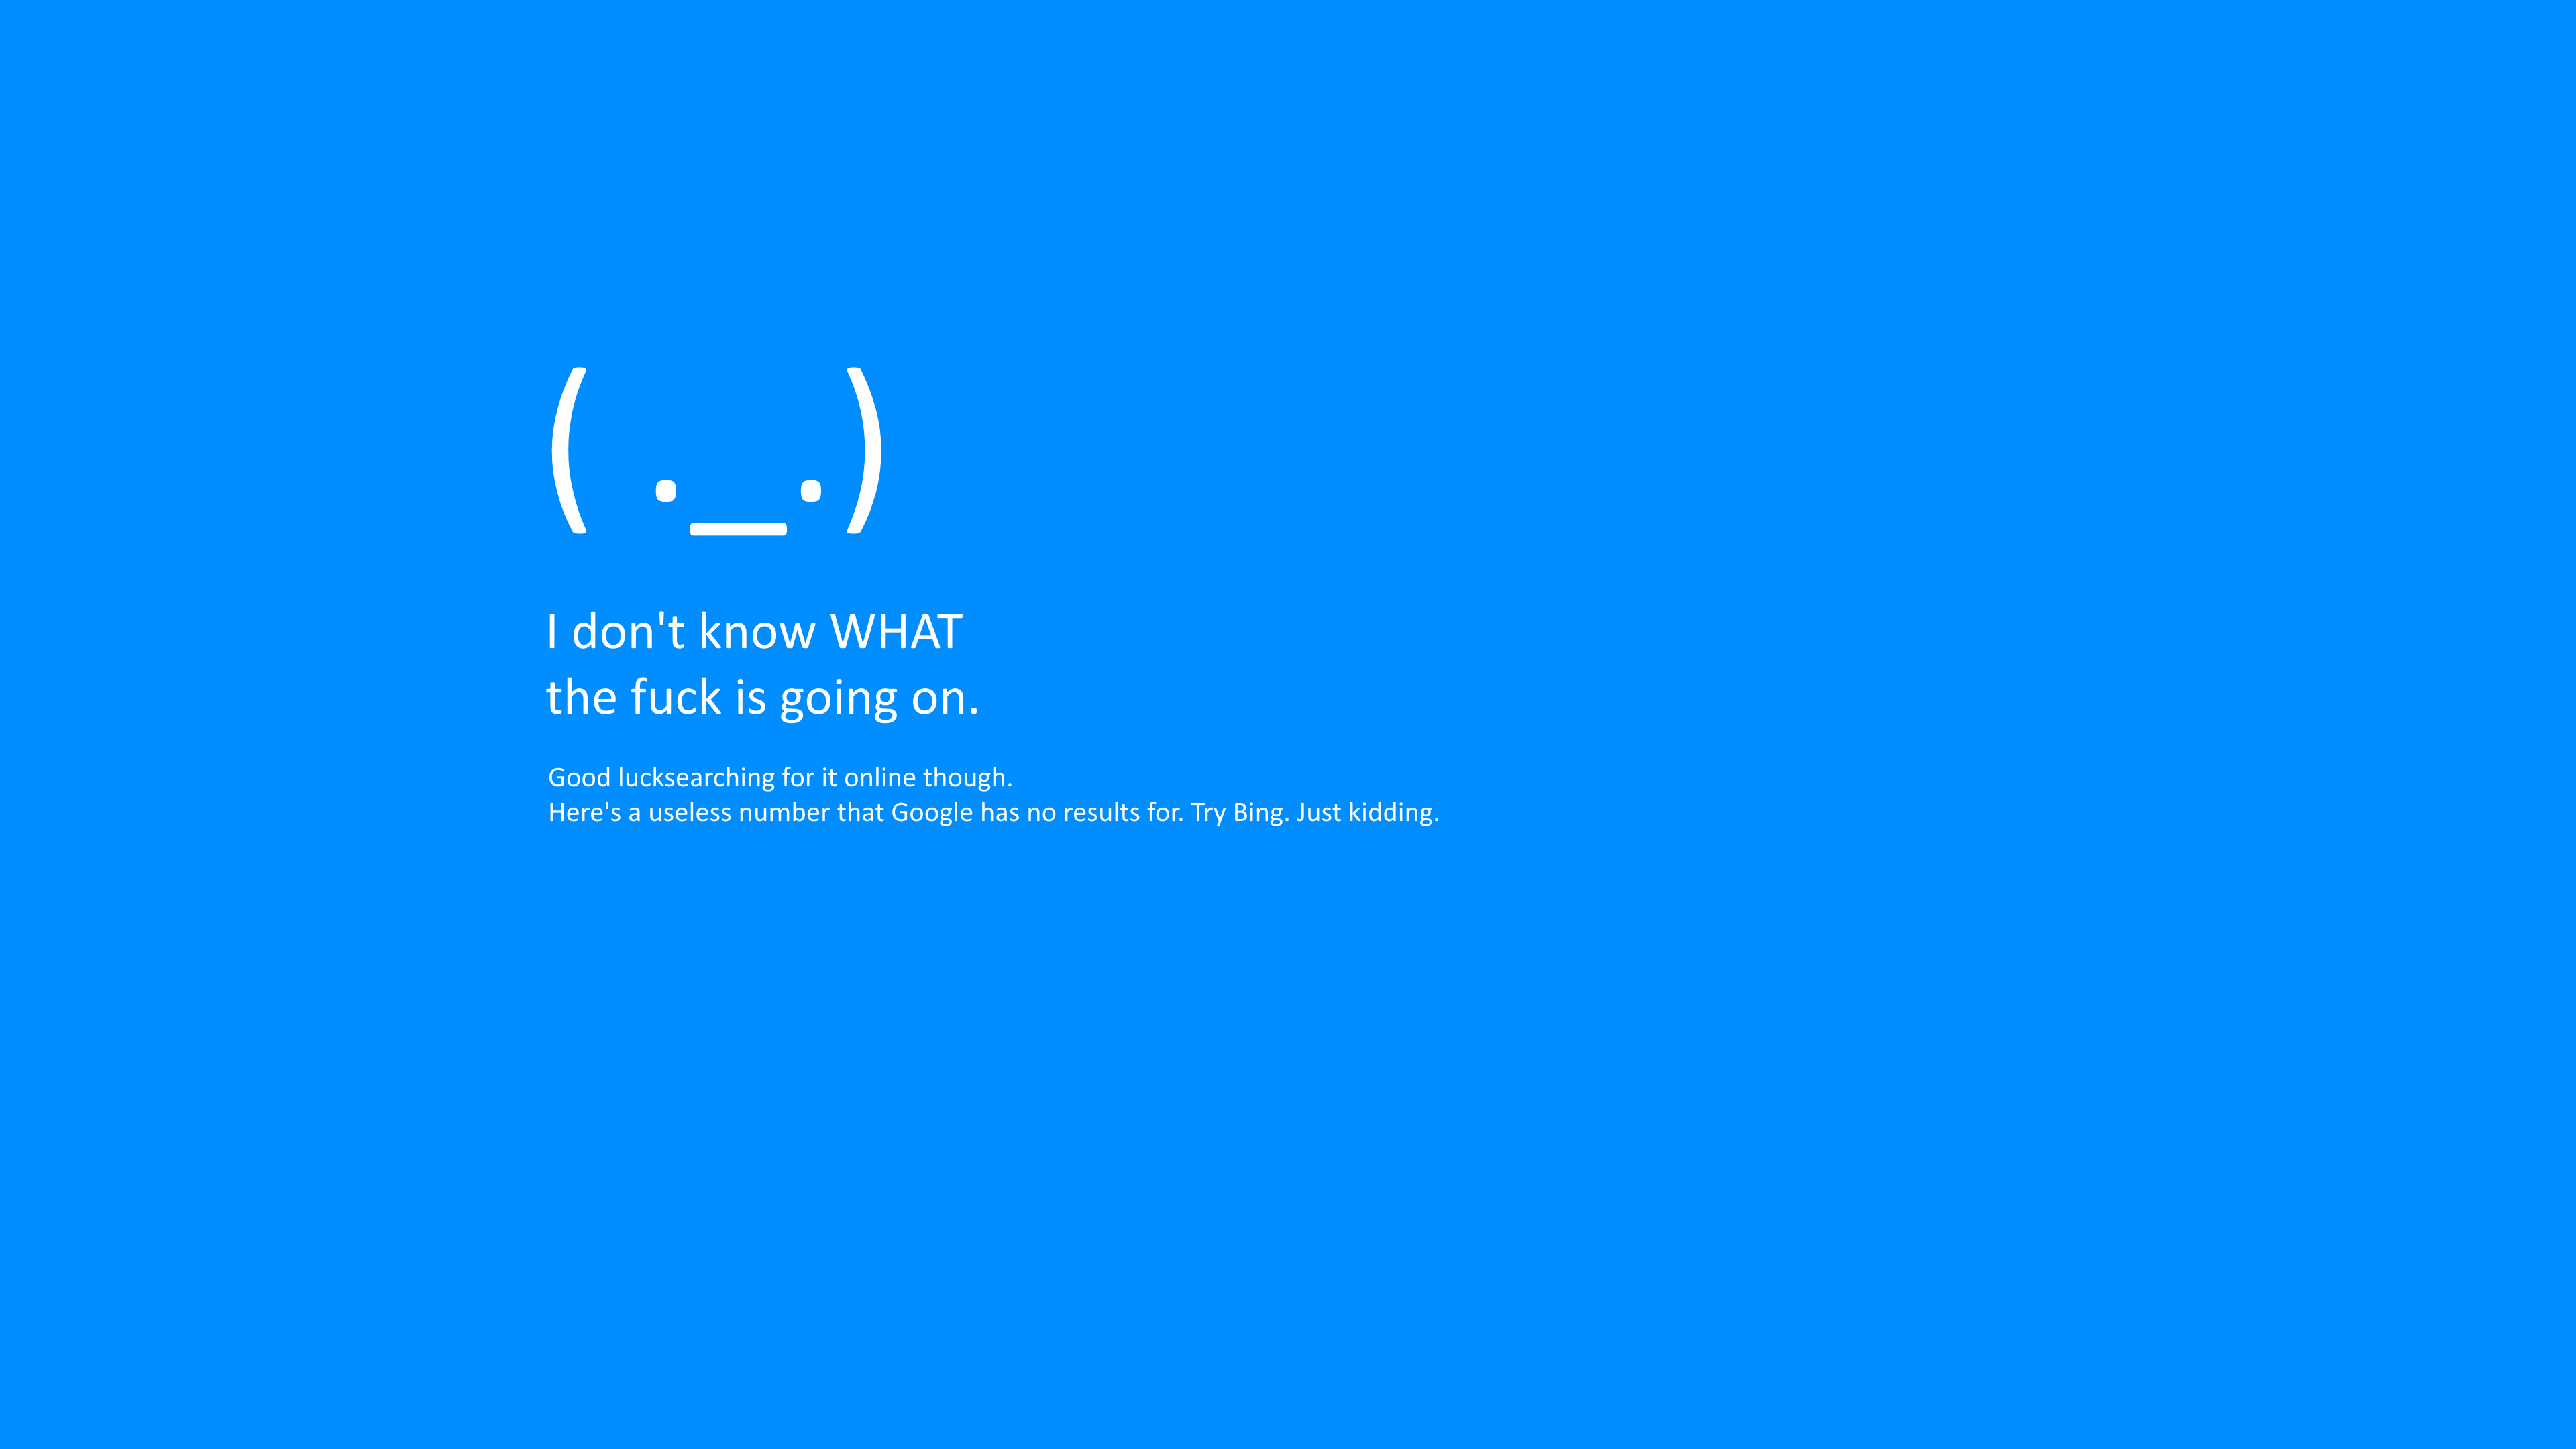 ( ._.)
I don't know WHAT
the fuck is going on.
Good lucksearching for it online though.
Here's a useless number that Google has no results for. Try Bing. Just kidding.